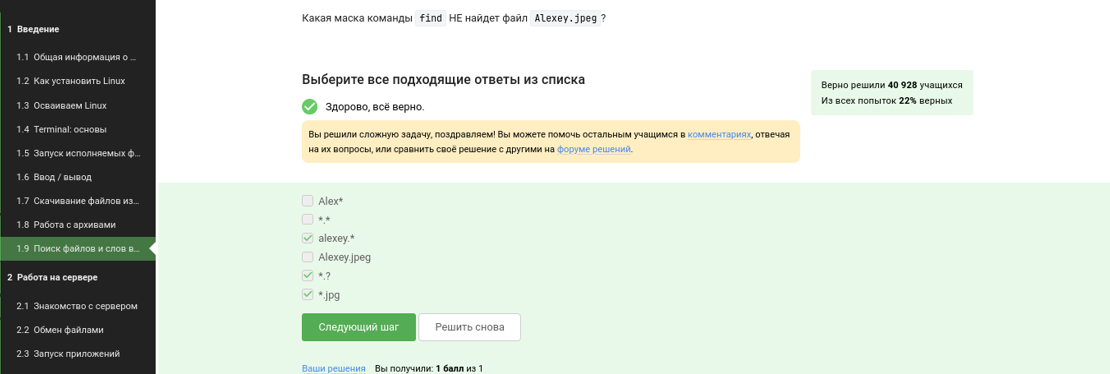 1 Введение
1.1 Общая информация о ...
1.2 Как установить Linux
1.3 Осваиваем Linux
1.4 Terminal: основы
1.5 Запуск исполняемых ф...
1.6 Ввод / вывод
1.7 Скачивание файлов из...
1.8 Работа с архивами
1.9 Поиск файлов и слов в...
2 Работа на сервере
2.1 Знакомство с сервером
2.2 Обмен файлами
2.3 Запуск приложений
Какая маска команды find НЕ найдет файл Alexey.jpeg?
Выберите все подходящие ответы из списка
Здорово, всё верно.
Вы решили сложную задачу, поздравляем! Вы можете помочь остальным учащимся в комментариях, отвечая
на их вопросы, или сравнить своё решение с другими на форуме решений.
Верно решили 40 928 учащихся
Из всех попыток 22% верных
Alex*
*.*
alexey.*
Alexey.jpeg
*.?
*.jpg
Следующий шаг
Решить снова
Ваши решения Вы получили: 1 балл из 1